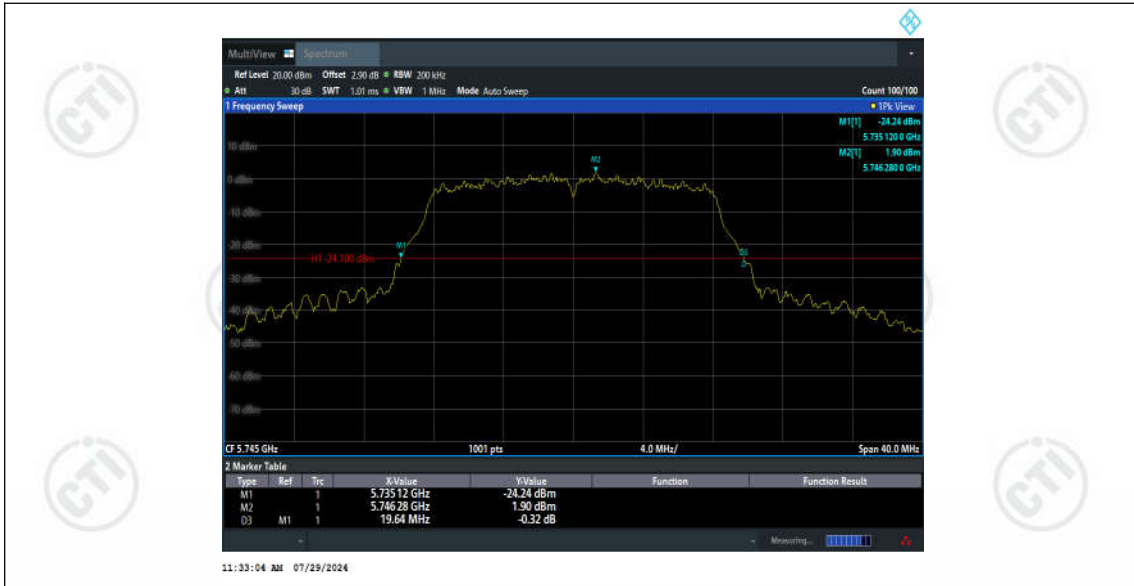 MultiView Spectrum
Ref Level 20.00 dBm Offset 2.90 dB RBW 200 kHz
Att 30 dB SWT 1.01 ms VBW 1 MHz Mode Auto Sweep Count 100/100
1 Frequency Sweep 1Pk View
M1[1] -24.24 dBm
5.735 120 0 GHz
M2[1] 1.90 dBm
5.746 280 0 GHz
10 dBm
M2
0 dBm
-10 dBm
-20 dBm
M1
D3
H1 -24.100 dBm
-30 dBm
-40 dBm
-50 dBm
-60 dBm
-70 dBm
CF 5.745 GHz 1001 pts 4.0 MHz/ Span 40.0 MHz
2 Marker Table
Type Ref Trc X-Value Y-Value Function Function Result
M1 1 5.735 12 GHz -24.24 dBm
M2 1 5.746 28 GHz 1.90 dBm
D3 M1 1 19.64 MHz -0.32 dB
Measuring...
11:33:04 AM 07/29/2024
CTI
CTI
CTI
CTI